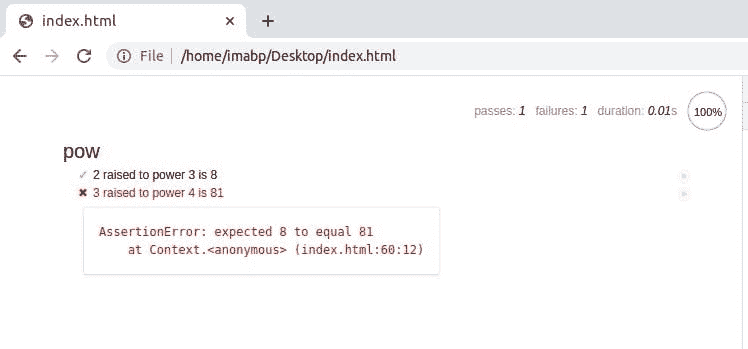 index.html
File /home/imabp/Desktop/index.html
passes: 1 failures: 1 duration: 0.01s 100%
pow
✓ 2 raised to power 3 is 8
✖ 3 raised to power 4 is 81
AssertionError: expected 8 to equal 81
at Context.<anonymous> (index.html:60:12)